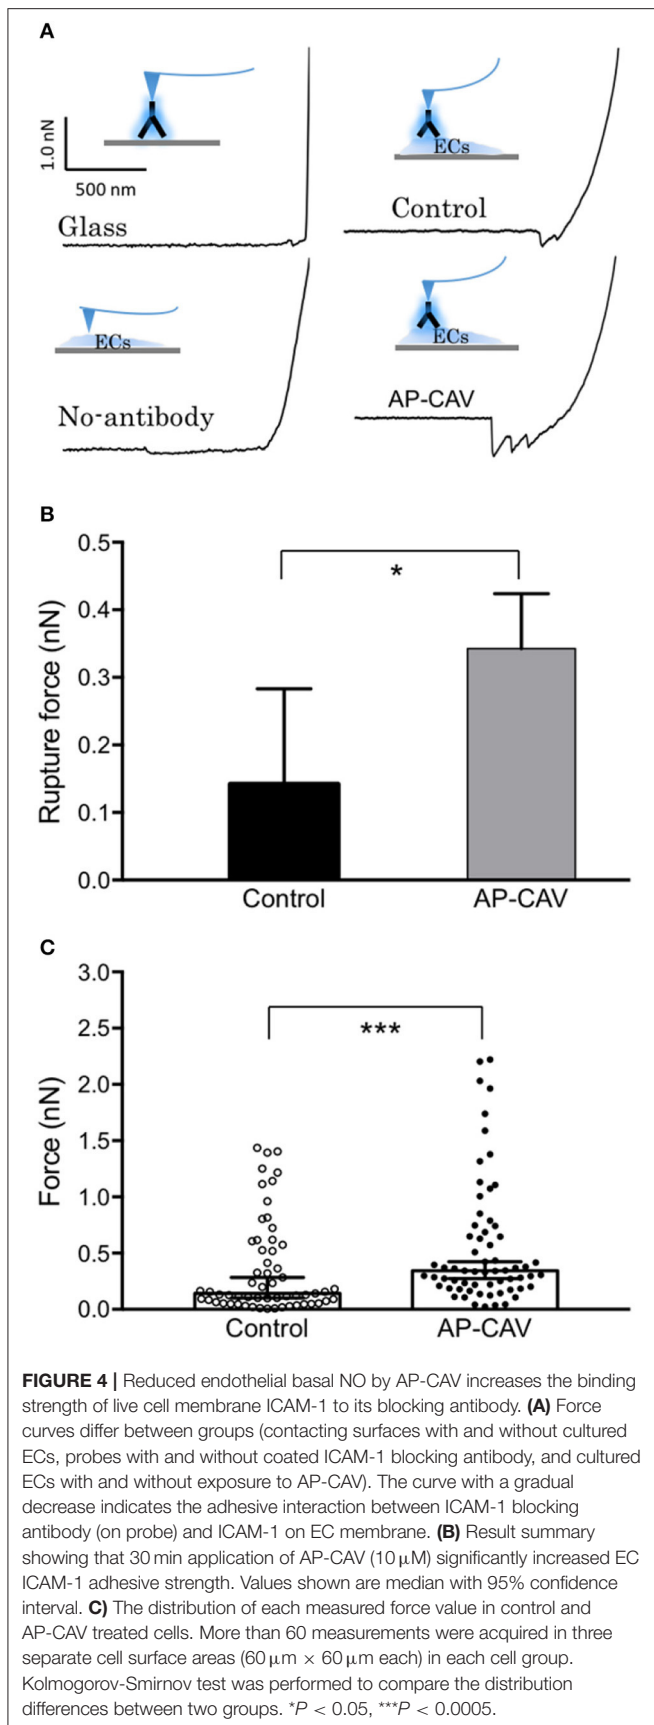 A
1.0 nN
500 nm
Glass
ECs
Control
ECs
No-antibody
ECs
AP-CAV
B
Rupture force (nN)
0.5
0.4
0.3
0.2
0.1
0.0
*
Control
AP-CAV
C
Force (nN)
3.0
2.5
2.0
1.5
1.0
0.5
0.0
***
Control
AP-CAV
FIGURE 4 | Reduced endothelial basal NO by AP-CAV increases the binding
strength of live cell membrane ICAM-1 to its blocking antibody. (A) Force
curves differ between groups (contacting surfaces with and without cultured
ECs, probes with and without coated ICAM-1 blocking antibody, and cultured
ECs with and without exposure to AP-CAV). The curve with a gradual
decrease indicates the adhesive interaction between ICAM-1 blocking
antibody (on probe) and ICAM-1 on EC membrane. (B) Result summary
showing that 30 min application of AP-CAV (10 μM) significantly increased EC
ICAM-1 adhesive strength. Values shown are median with 95% confidence
interval. C) The distribution of each measured force value in control and
AP-CAV treated cells. More than 60 measurements were acquired in three
separate cell surface areas (60 μm × 60 μm each) in each cell group.
Kolmogorov-Smirnov test was performed to compare the distribution
differences between two groups. *P < 0.05, ***P < 0.0005.